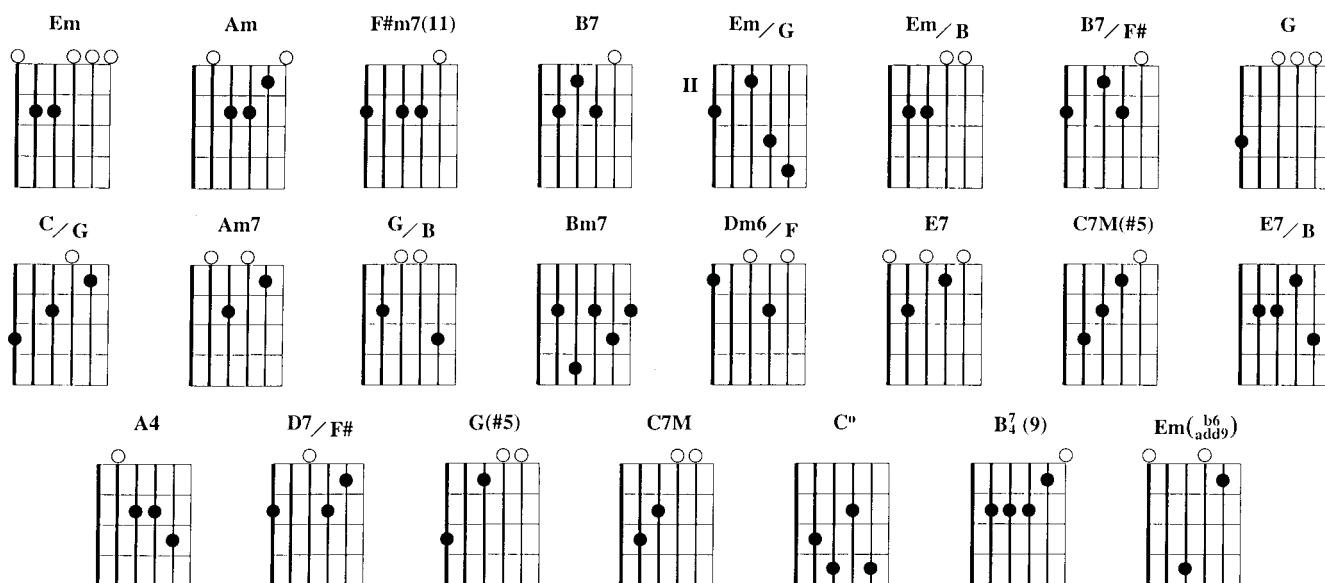 Em Am F#m7(11) B7 Em/G Em/B B7/F# G
II
C/G Am7 G/B Bm7 Dm6/F E7 C7M(#5) E7/B
A4 D7/F# G(#5) C7M Cº B7/4(9) Em(b6/add9)